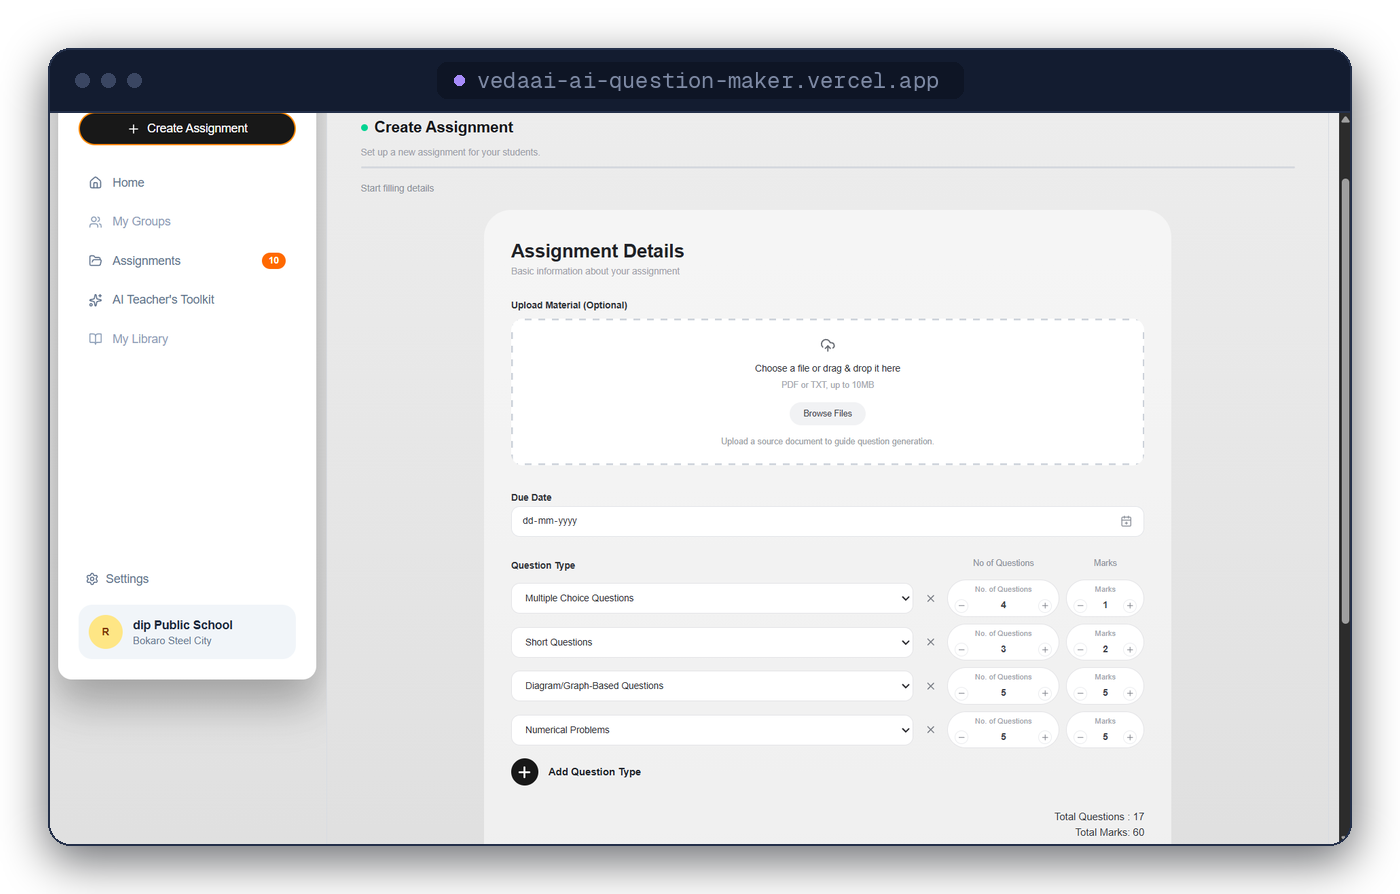 vedaai-ai-question-maker.vercel.app
Create Assignment
Home
My Groups
Assignments 10
AI Teacher's Toolkit
My Library
Settings
R
dip Public School
Bokaro Steel City
Create Assignment
Set up a new assignment for your students.
Start filling details
Assignment Details
Basic information about your assignment
Upload Material (Optional)
Choose a file or drag & drop it here
PDF or TXT, up to 10MB
Browse Files
Upload a source document to guide question generation.
Due Date
dd-mm-yyyy
Question Type No of Questions Marks
Multiple Choice Questions
No. of Questions
4
Marks
1
Short Questions
No. of Questions
3
Marks
2
Diagram/Graph-Based Questions
No. of Questions
5
Marks
5
Numerical Problems
No. of Questions
5
Marks
5
Add Question Type
Total Questions : 17
Total Marks: 60